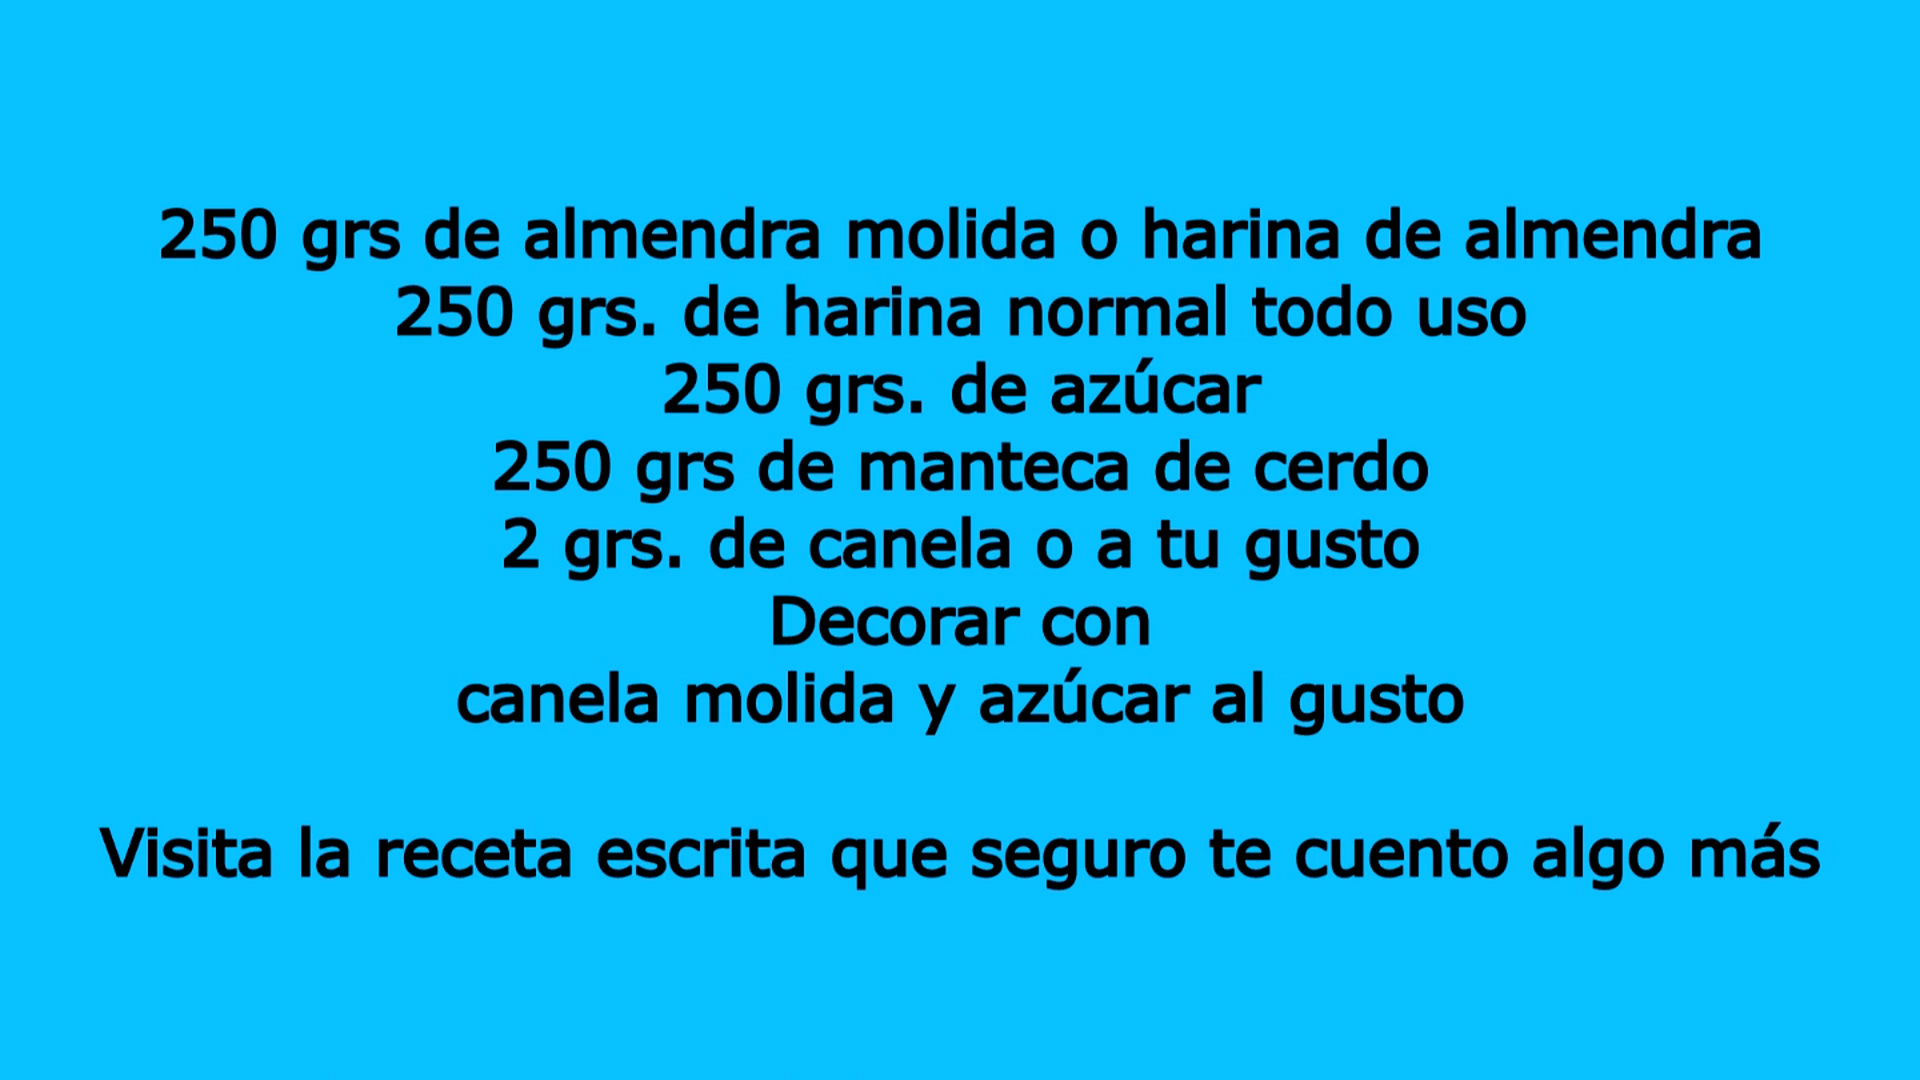 250 grs de almendra molida o harina de almendra
250 grs. de harina normal todo uso
250 grs. de azúcar
250 grs de manteca de cerdo
2 grs. de canela o a tu gusto
Decorar con
canela molida y azúcar al gusto
Visita la receta escrita que seguro te cuento algo más